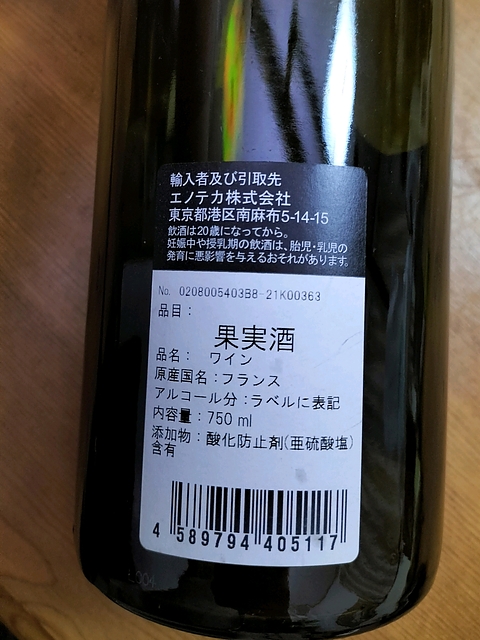 輸入者及び引取先
エノテカ株式会社
東京都港区南麻布5-14-15
飲酒は20歳になってから。
妊娠中や授乳期の飲酒は、胎児・乳児の
発育に悪影響を与えるおそれがあります。
No. 0208005403B8-21K00363
品目：
果実酒
品名： ワイン
原産国名：フランス
アルコール分：ラベルに表記
内容量：750 ml
添加物：酸化防止剤(亜硫酸塩)
含有
4 589794 405117